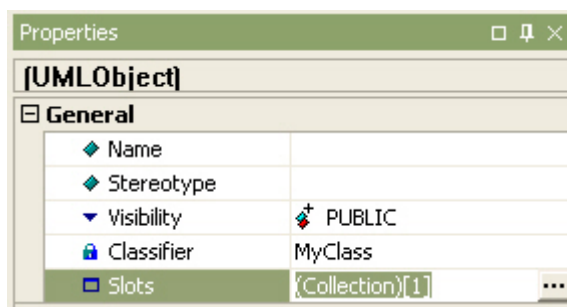 Properties
(UMLObject)
General
Name
Stereotype
Visibility PUBLIC
Classifier MyClass
Slots (Collection)[1] ...